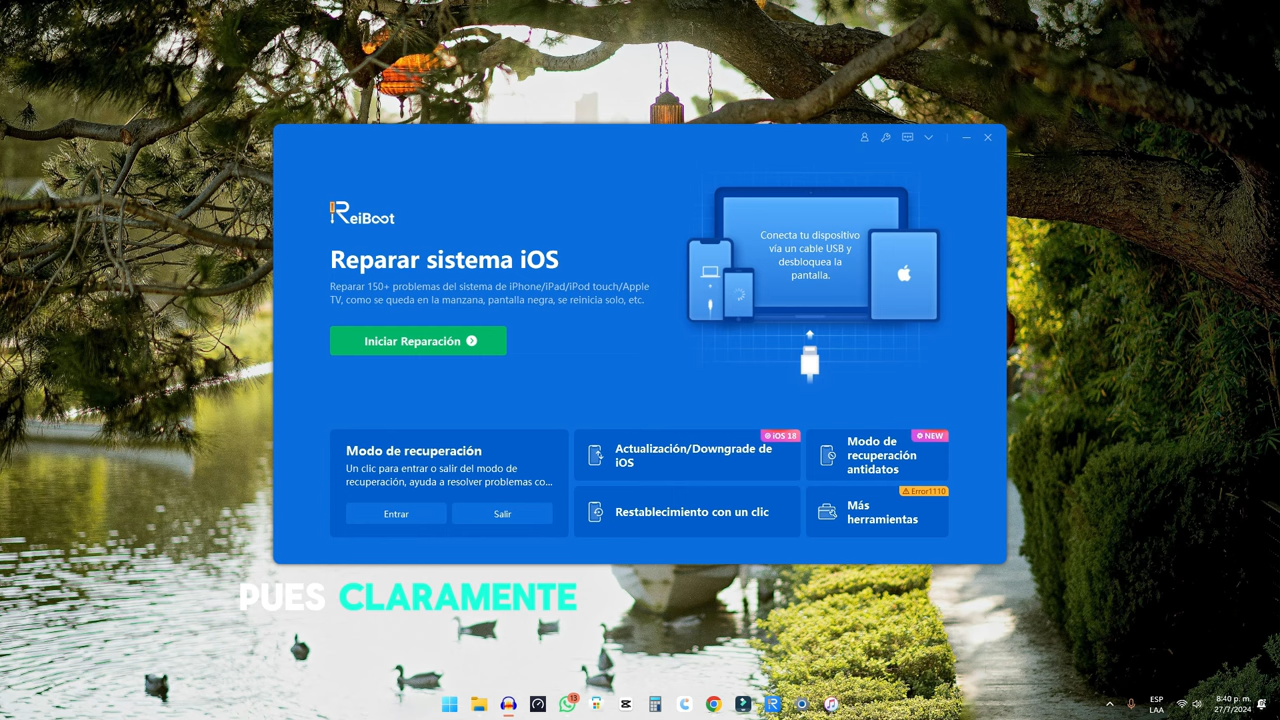 ReiBoot
Reparar sistema iOS
Reparar 150+ problemas del sistema de iPhone/iPad/iPod touch/Apple
TV, como se queda en la manzana, pantalla negra, se reinicia solo, etc.
Iniciar Reparación
Conecta tu dispositivo
vía un cable USB y
desbloquea la
pantalla.
Modo de recuperación
Un clic para entrar o salir del modo de
recuperación, ayuda a resolver problemas co...
Entrar
Salir
iOS 18
Actualización/Downgrade de
iOS
Restablecimiento con un clic
NEW
Modo de
recuperación
antidatos
Error1110
Más
herramientas
PUES CLARAMENTE
13
ESP
LAA
8:40 p. m.
27/7/2024